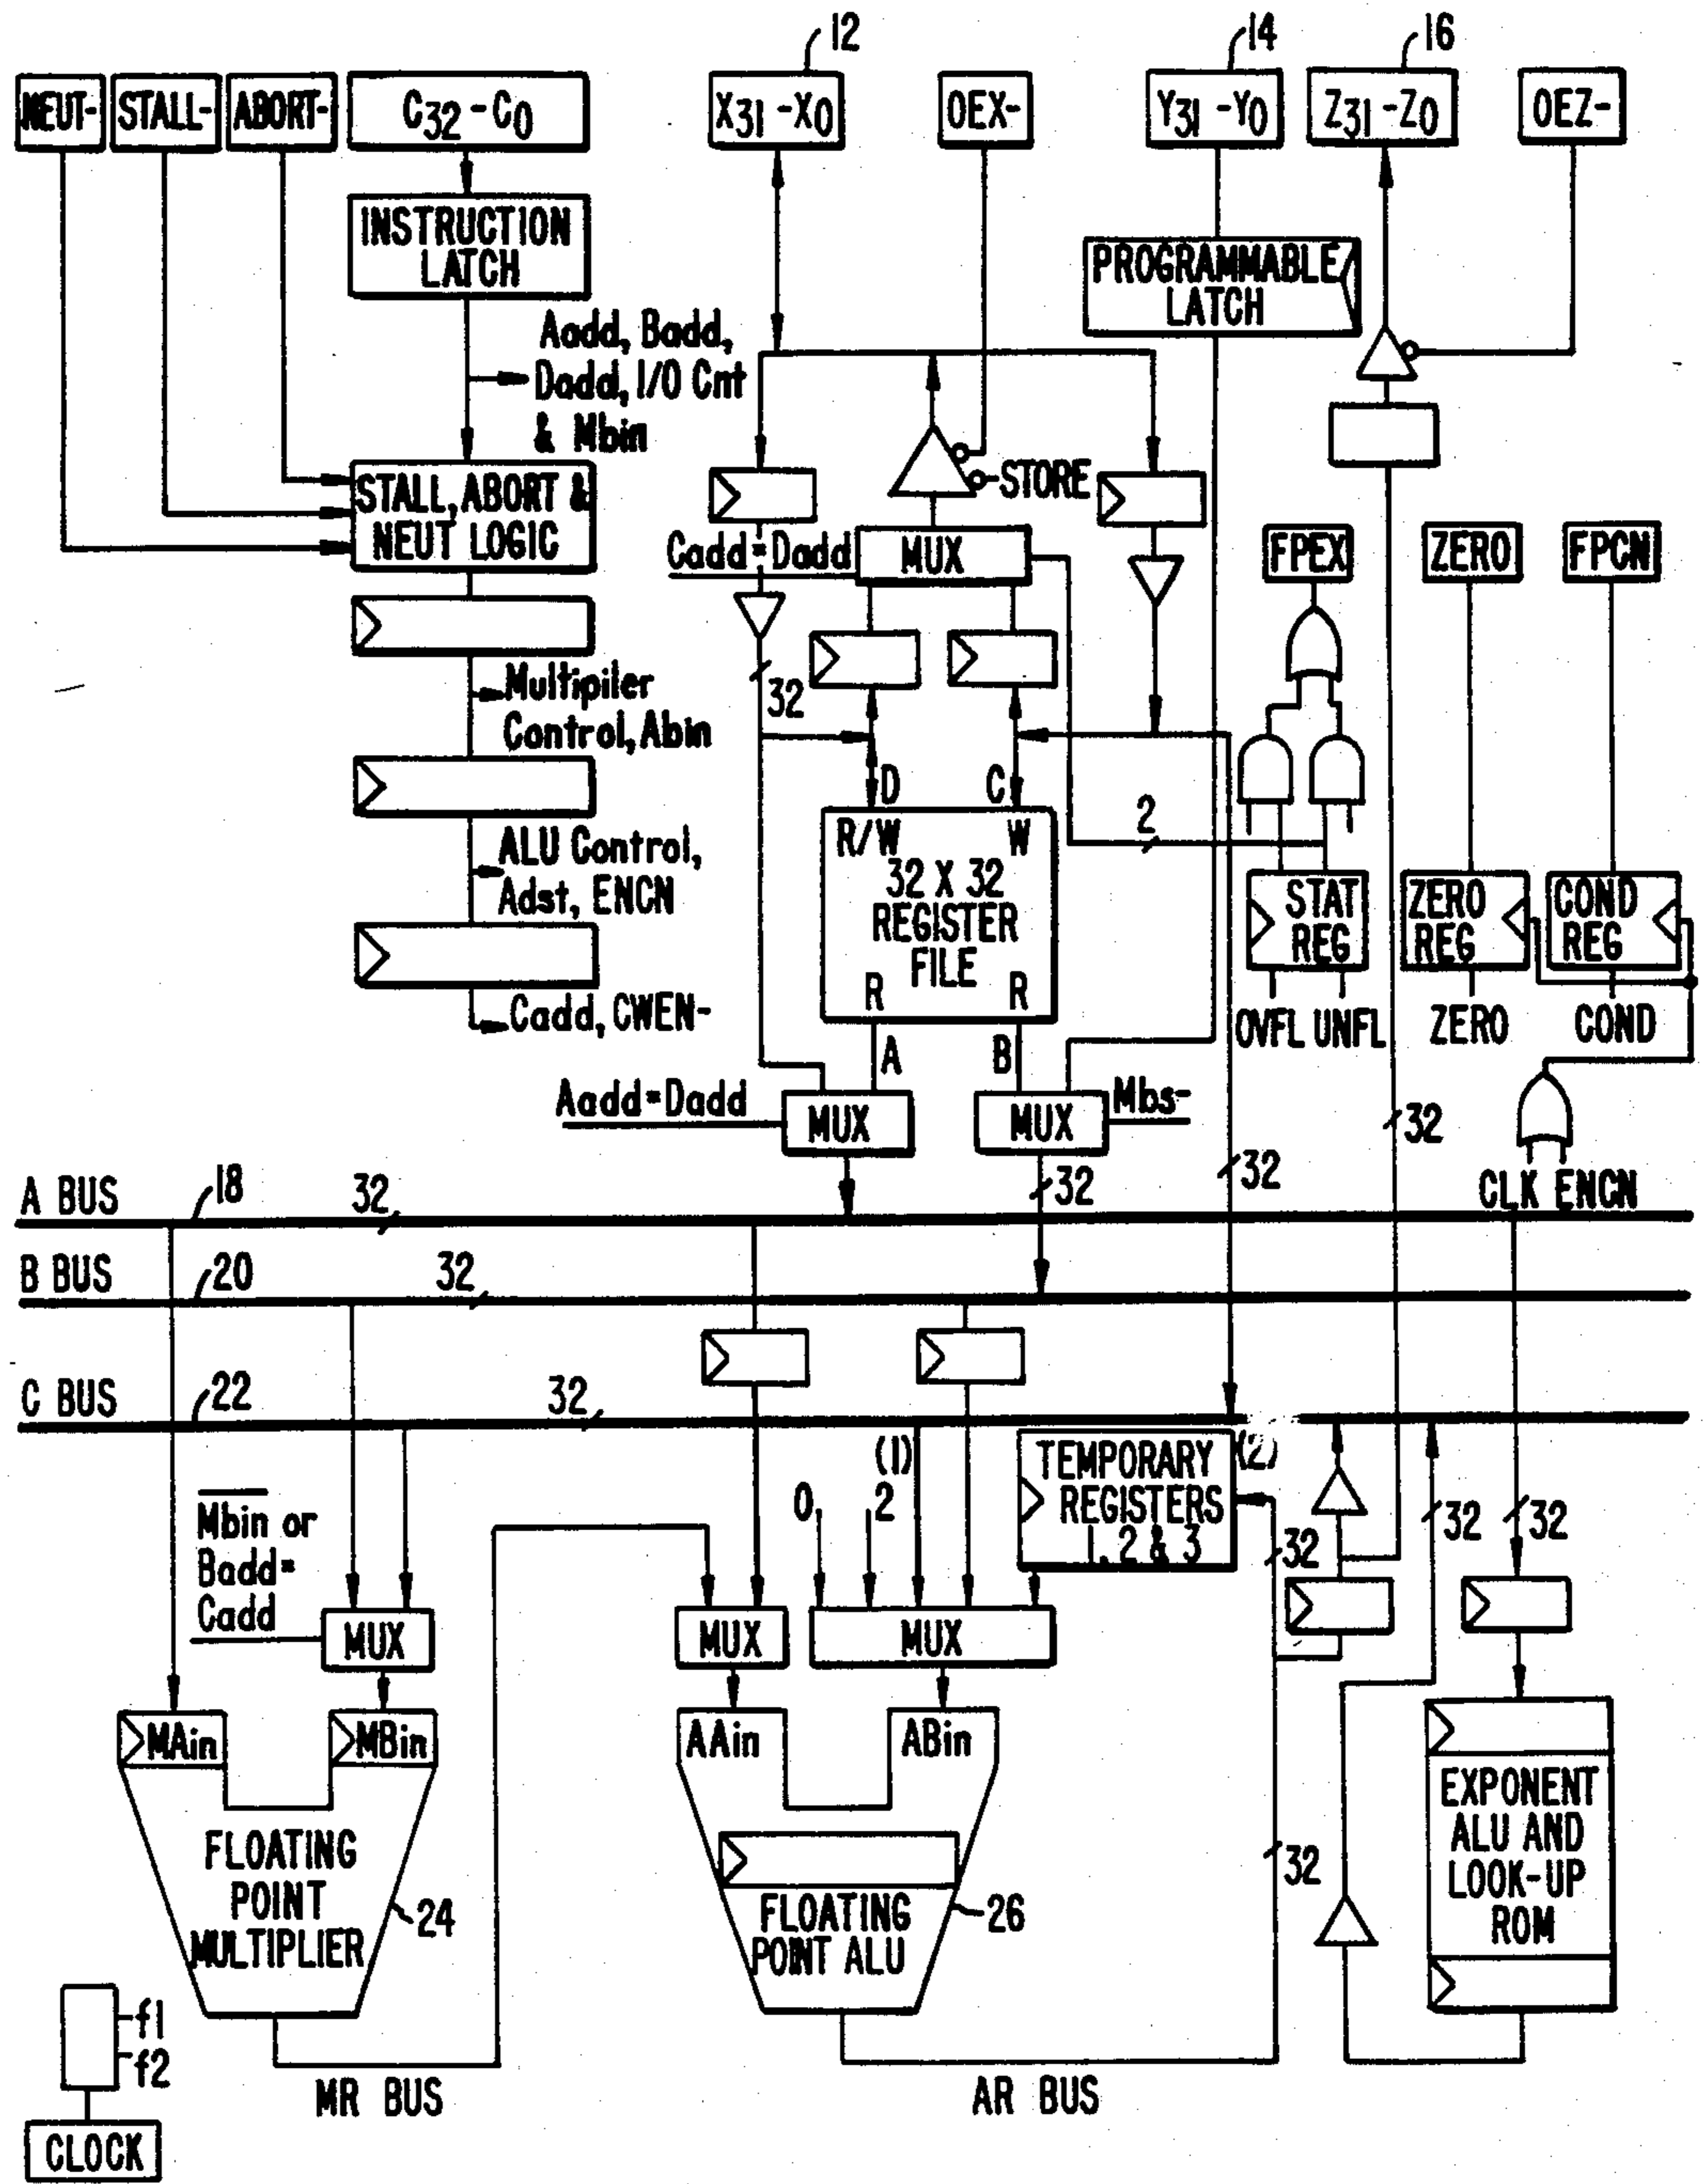 12
14
16
NEUT-
STALL-
ABORT-
C32 - C0
X31 - X0
OEX-
Y31 - Y0
Z31 - Z0
OEZ-
INSTRUCTION
LATCH
PROGRAMMABLE
LATCH
Aadd, Badd,
Dadd, I/O Cnt
& Mbin
STALL, ABORT &
NEUT LOGIC
STORE
Cadd=Dadd
MUX
FPEX
ZERO
FPCN
32
Multipiler
Control, Abin
D
C
R/W
W
2
32 X 32
REGISTER
FILE
R
R
ALU Control,
Adst, ENCN
STAT
REG
ZERO
REG
COND
REG
Cadd, CWEN-
OVFL UNFL
ZERO
COND
A
B
Aadd=Dadd
MUX
MUX
Mbs-
32
32
32
CLK ENCN
A BUS
18
32
B BUS
20
32
C BUS
22
32
(1)
(2)
0
2
TEMPORARY
REGISTERS
1, 2 & 3
Mbin or
Badd=
Cadd
32
32
32
MUX
MUX
MUX
MAin
MBin
AAin
ABin
FLOATING
POINT
MULTIPLIER
24
FLOATING
POINT ALU
26
32
EXPONENT
ALU AND
LOOK-UP
ROM
f1
f2
MR BUS
AR BUS
CLOCK